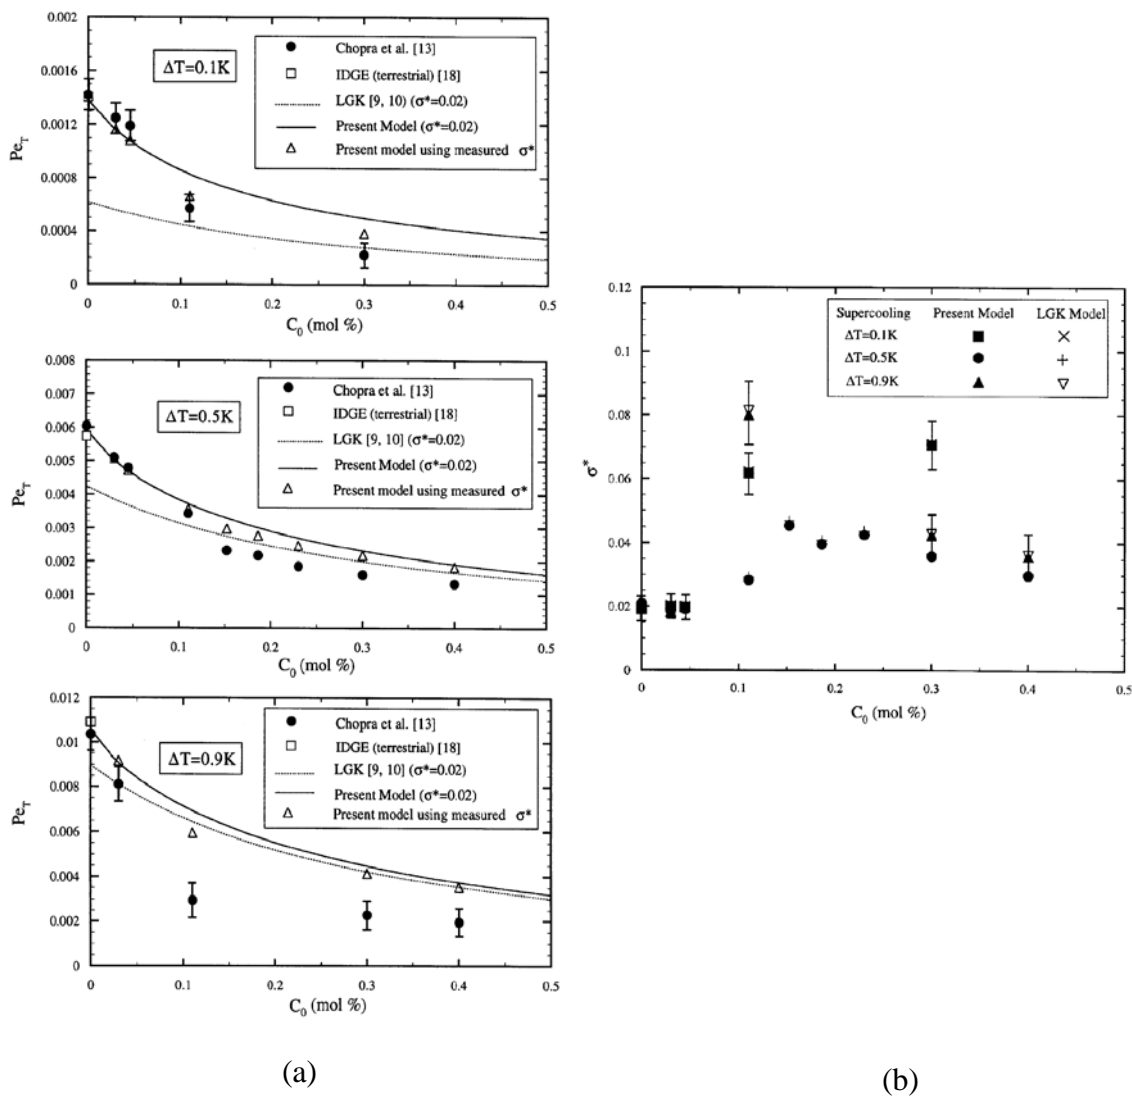 0.002
0.0016
0.0012
0.0008
0.0004
0
Pe_T
ΔT=0.1K
Chopra et al. [13]
IDGE (terrestrial) [18]
LGK [9, 10) (σ*=0.02)
Present Model (σ*=0.02)
Present model using measured σ*
0 0.1 0.2 0.3 0.4 0.5
C_0 (mol %)
0.008
0.007
0.006
0.005
0.004
0.003
0.002
0.001
0
Pe_T
ΔT=0.5K
Chopra et al. [13]
IDGE (terrestrial) [18]
LGK [9, 10] (σ*=0.02)
Present Model (σ*=0.02)
Present model using measured σ*
0 0.1 0.2 0.3 0.4 0.5
C_0 (mol %)
0.012
0.01
0.008
0.006
0.004
0.002
0
Pe_T
ΔT=0.9K
Chopra et al. [13]
IDGE (terrestrial) [18]
LGK [9, 10] (σ*=0.02)
Present Model (σ*=0.02)
Present model using measured σ*
0 0.1 0.2 0.3 0.4 0.5
C_0 (mol %)
(a)
0.12
0.1
0.08
0.06
0.04
0.02
0
σ*
Supercooling Present Model LGK Model
ΔT=0.1K
ΔT=0.5K
ΔT=0.9K
0 0.1 0.2 0.3 0.4 0.5
C_0 (mol %)
(b)